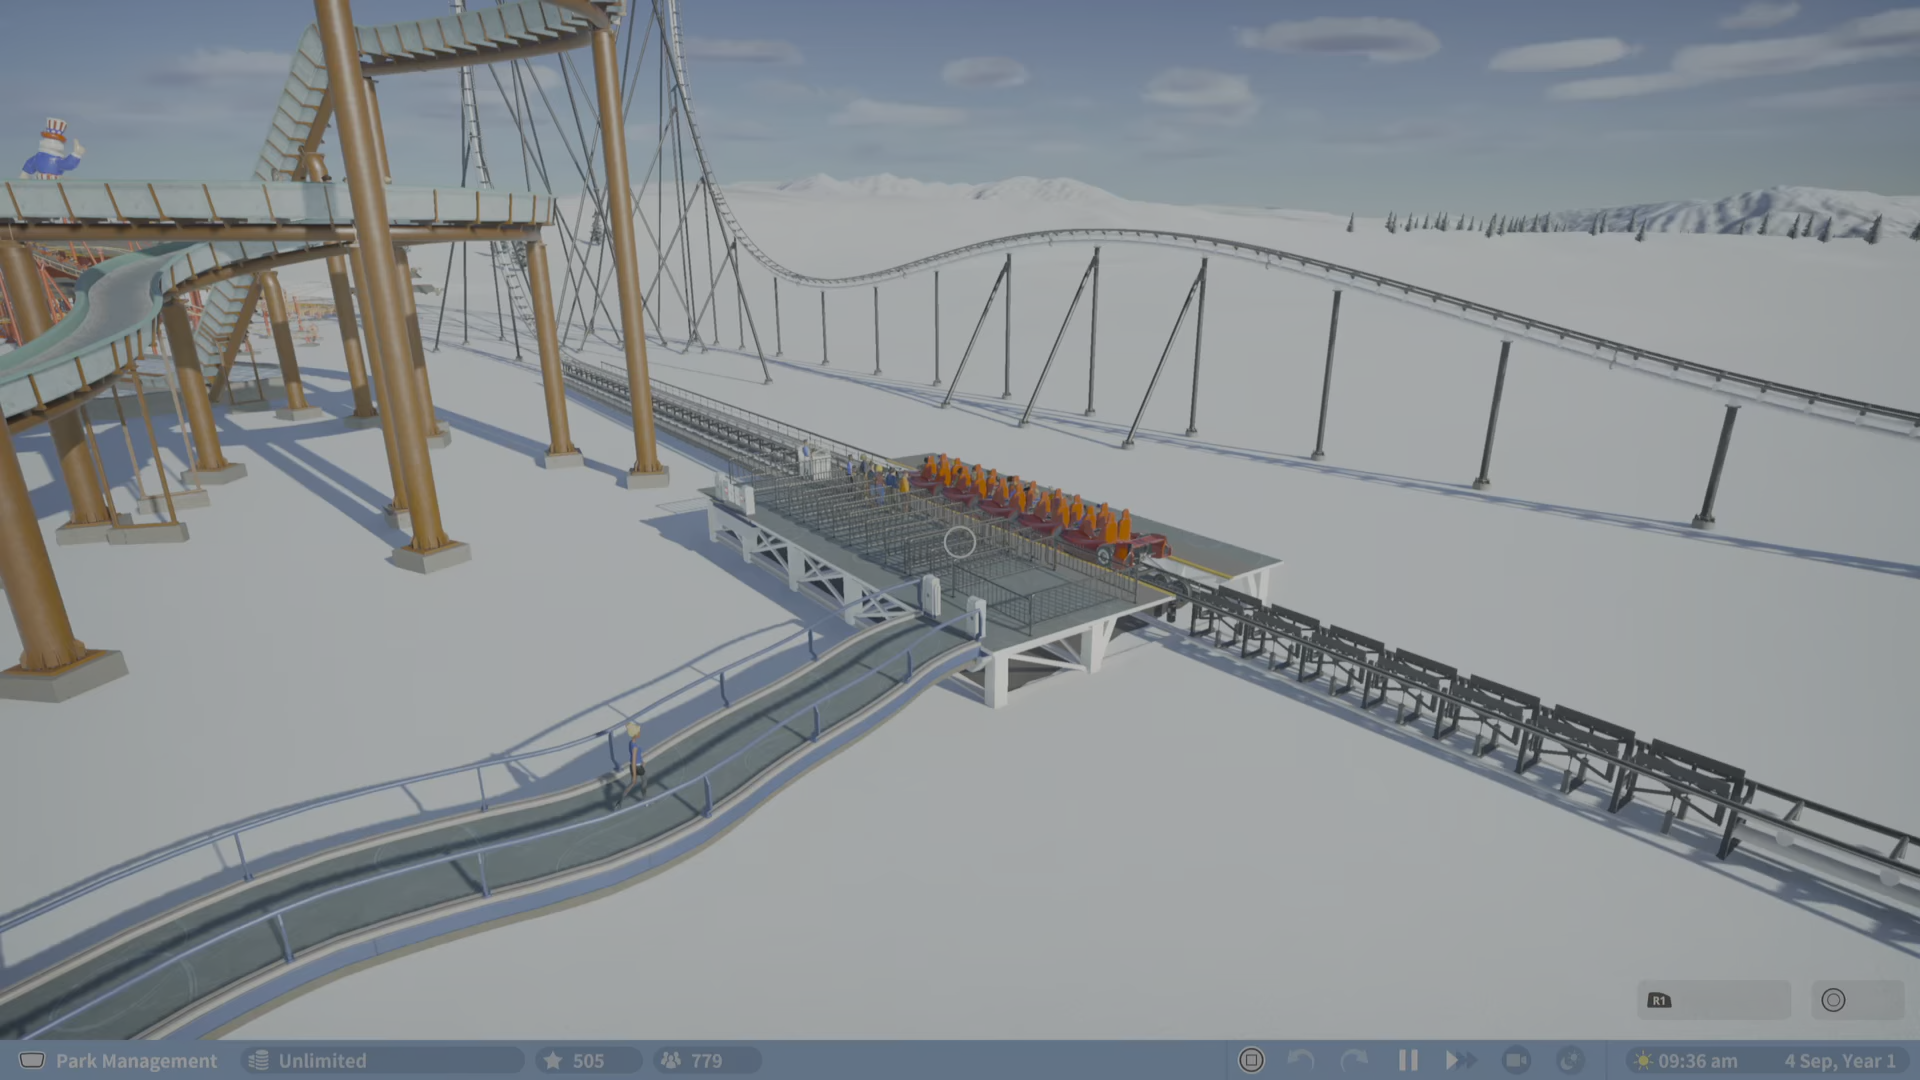 R1
Park Management
Unlimited
505
779
09:36 am
4 Sep, Year 1